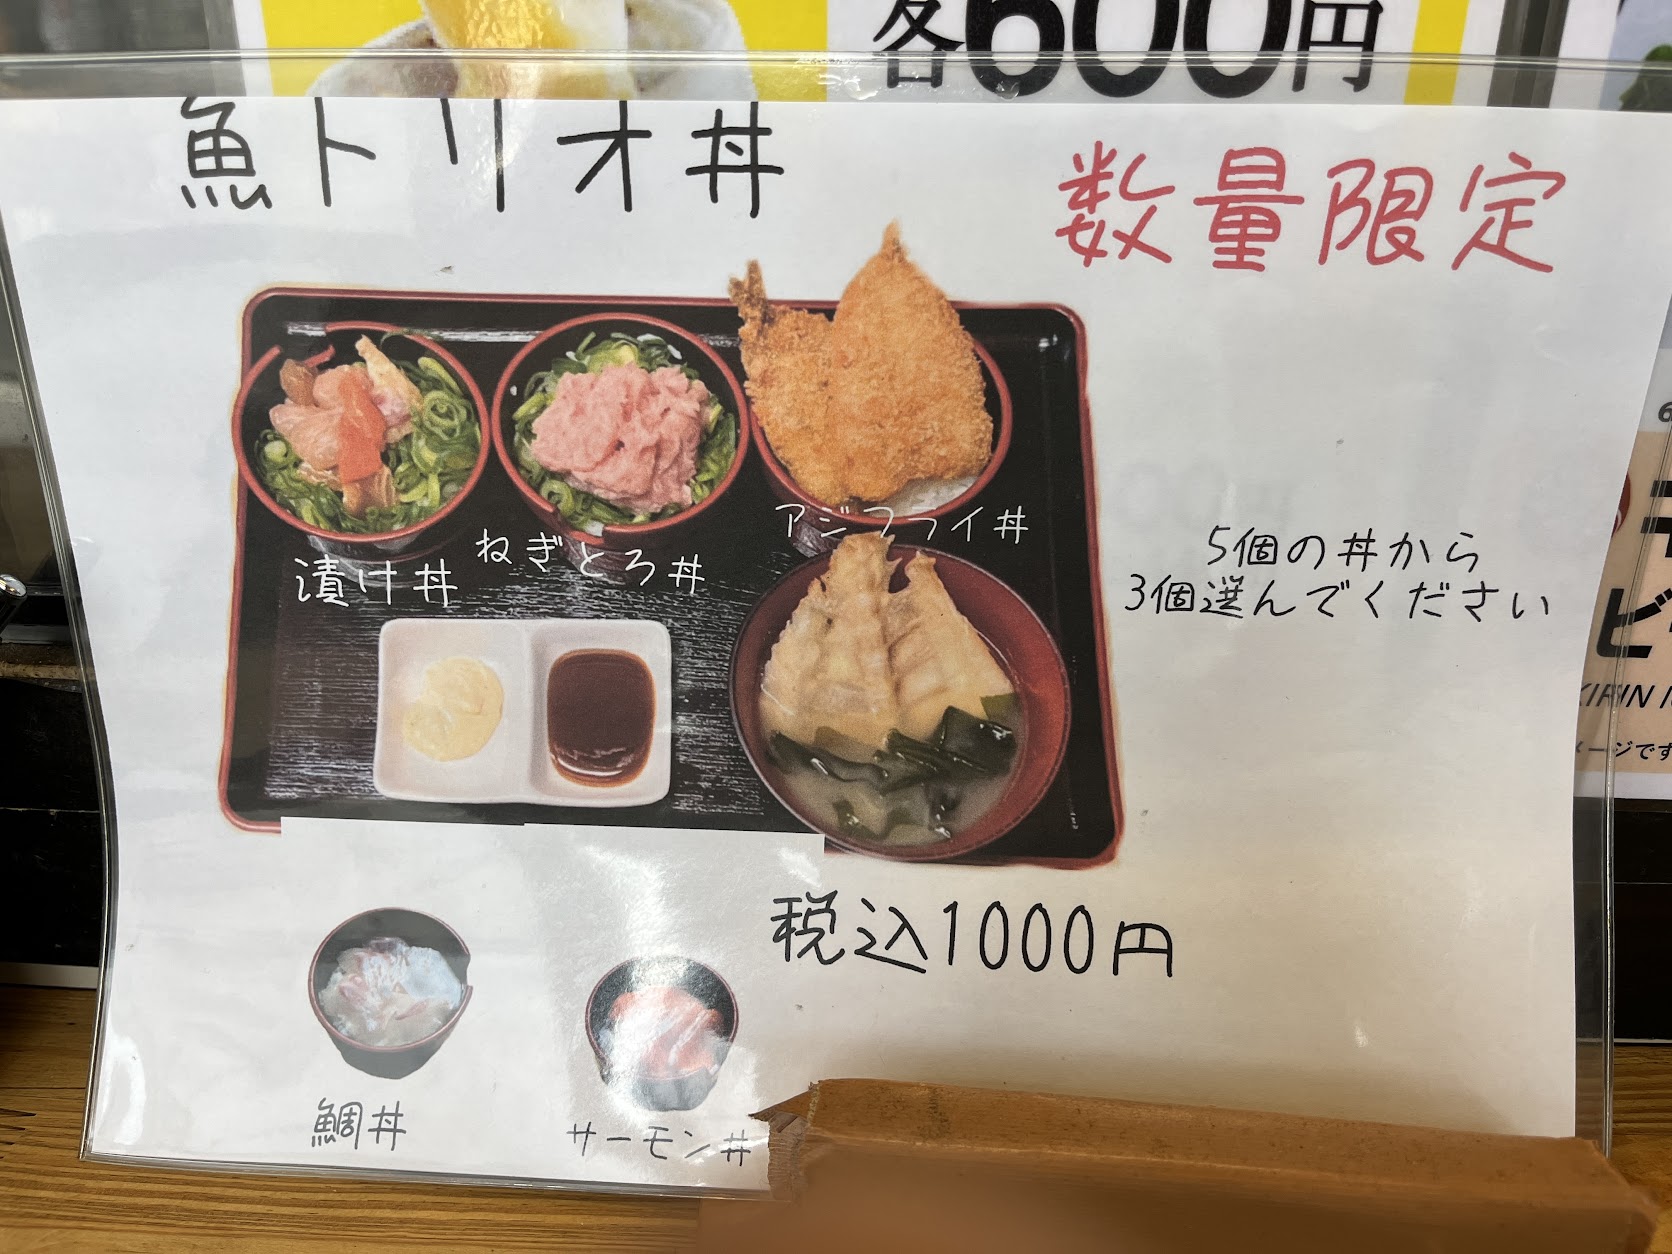 各600円
魚トリオ丼
数量限定
漬け丼
ねぎとろ丼
アジフライ丼
5個の丼から
3個選んでください
税込1000円
鯛丼
サーモン丼